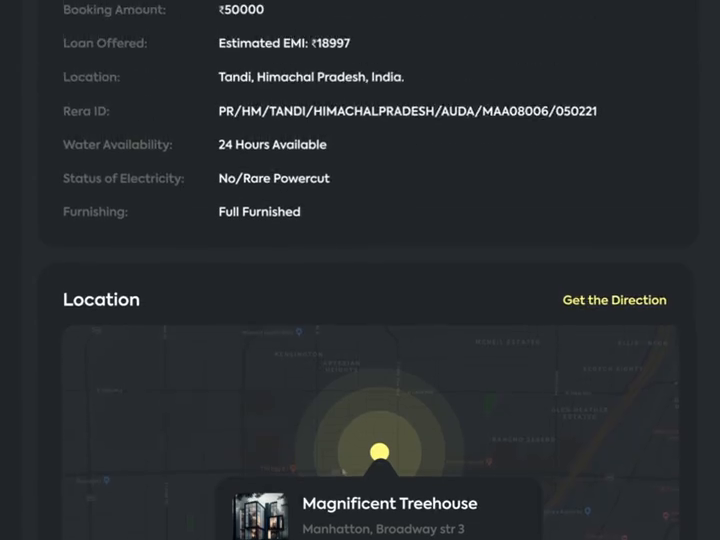 Booking Amount: ₹50000
Loan Offered: Estimated EMI: ₹18997
Location: Tandi, Himachal Pradesh, India.
Rera ID: PR/HM/TANDI/HIMACHALPRADESH/AUDA/MAA08006/050221
Water Availability: 24 Hours Available
Status of Electricity: No/Rare Powercut
Furnishing: Full Furnished
Location Get the Direction
KENSINGTON
Magnificent Treehouse
Manhatton, Broadway str 3